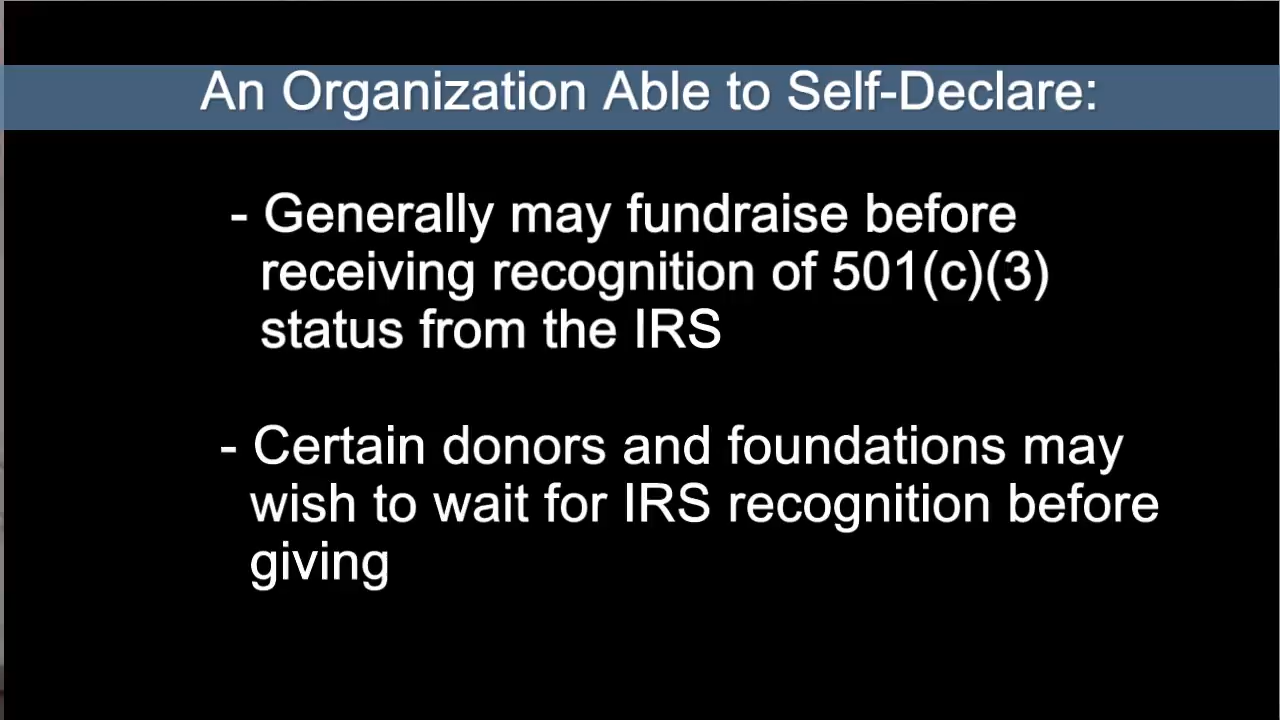 An Organization Able to Self-Declare:
- Generally may fundraise before
receiving recognition of 501(c)(3)
status from the IRS
- Certain donors and foundations may
wish to wait for IRS recognition before
giving